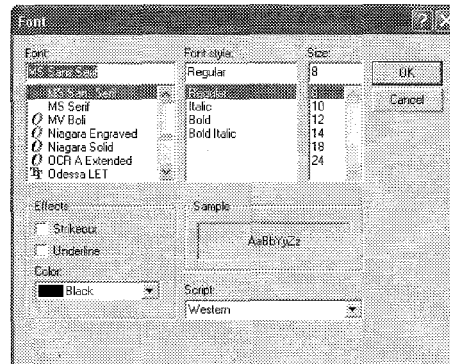 Font
Font:
MS Sans Serif
MS Sans Serif
MS Serif
MV Boli
Niagara Engraved
Niagara Solid
OCR A Extended
Odessa LET
Font style:
Regular
Regular
Italic
Bold
Bold Italic
Size:
8
8
10
12
14
18
24
OK
Cancel
Effects
Strikeout
Underline
Color:
Black
Sample
AaBbYyZz
Script:
Western